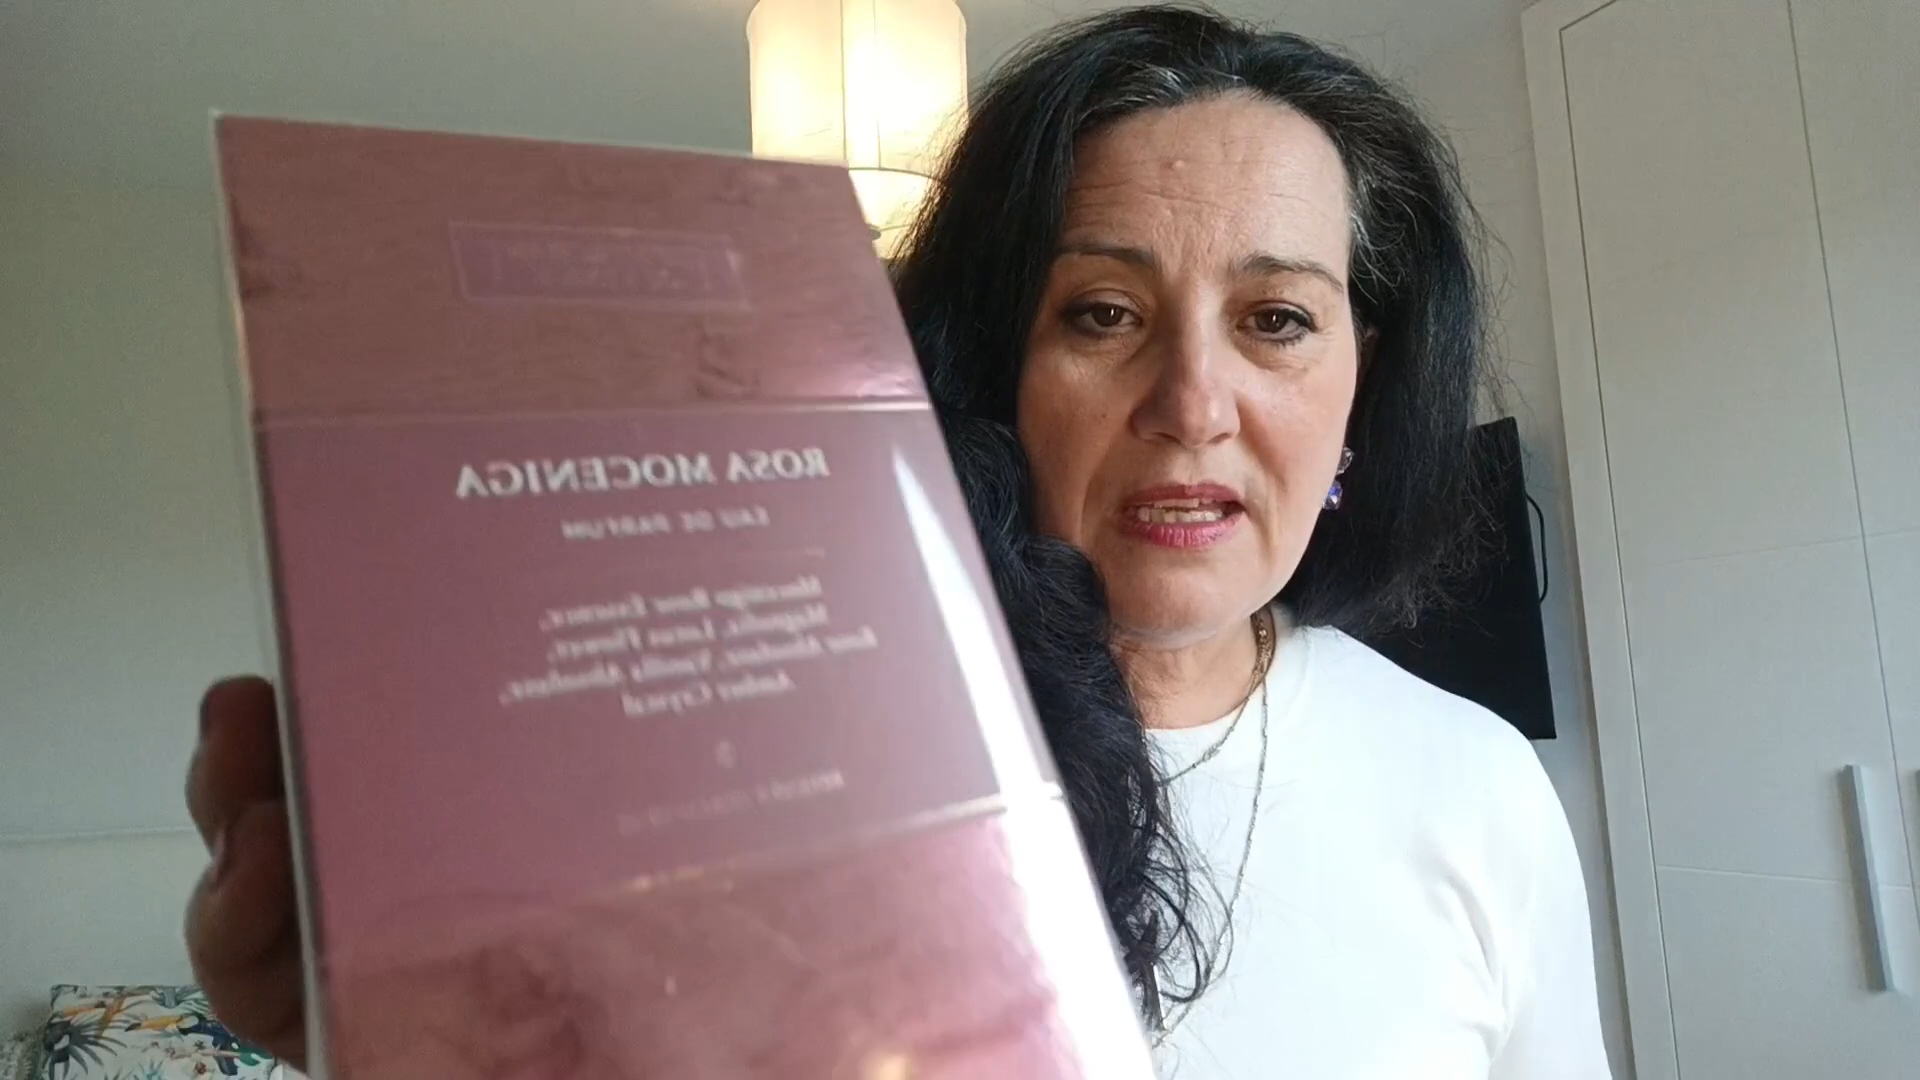 ROSA MOCENIGA
EAU DE PARFUM
Mocenigo Rose Essence,
Magnolia, Lotus Flower,
Rose Absolute, Vanilla Absolute,
Amber Crystal